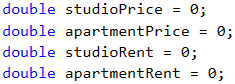 double studioPrice = 0;
double apartmentPrice = 0;
double studioRent = 0;
double apartmentRent = 0;